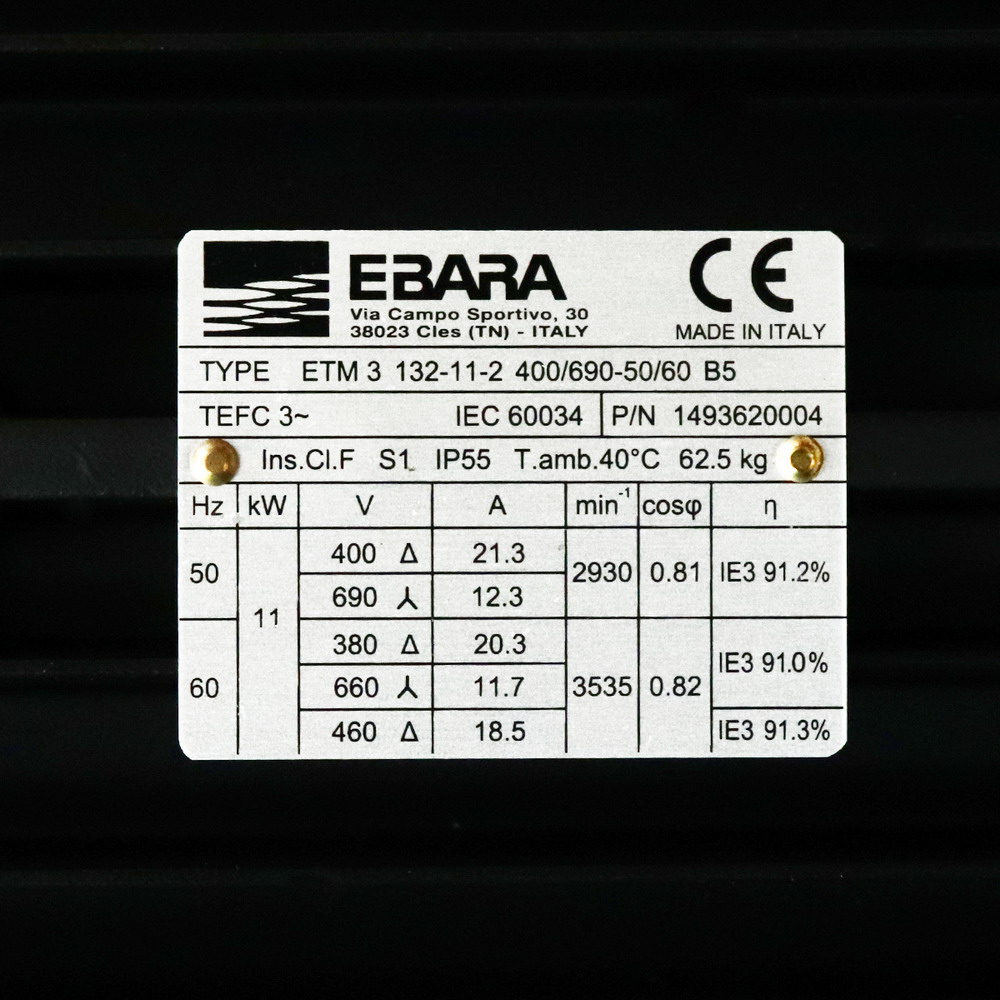 EBARA
Via Campo Sportivo, 30
38023 Cles (TN) - ITALY
CE
MADE IN ITALY
TYPE ETM 3 132-11-2 400/690-50/60 B5
TEFC 3~ IEC 60034 P/N 1493620004
Ins.Cl.F S1 IP55 T.amb.40°C 62.5 kg
Hz kW V A min⁻¹ cosφ η
50 11 400 Δ 21.3 2930 0.81 IE3 91.2%
690 ⅄ 12.3
60 380 Δ 20.3 3535 0.82 IE3 91.0%
660 ⅄ 11.7
460 Δ 18.5 IE3 91.3%